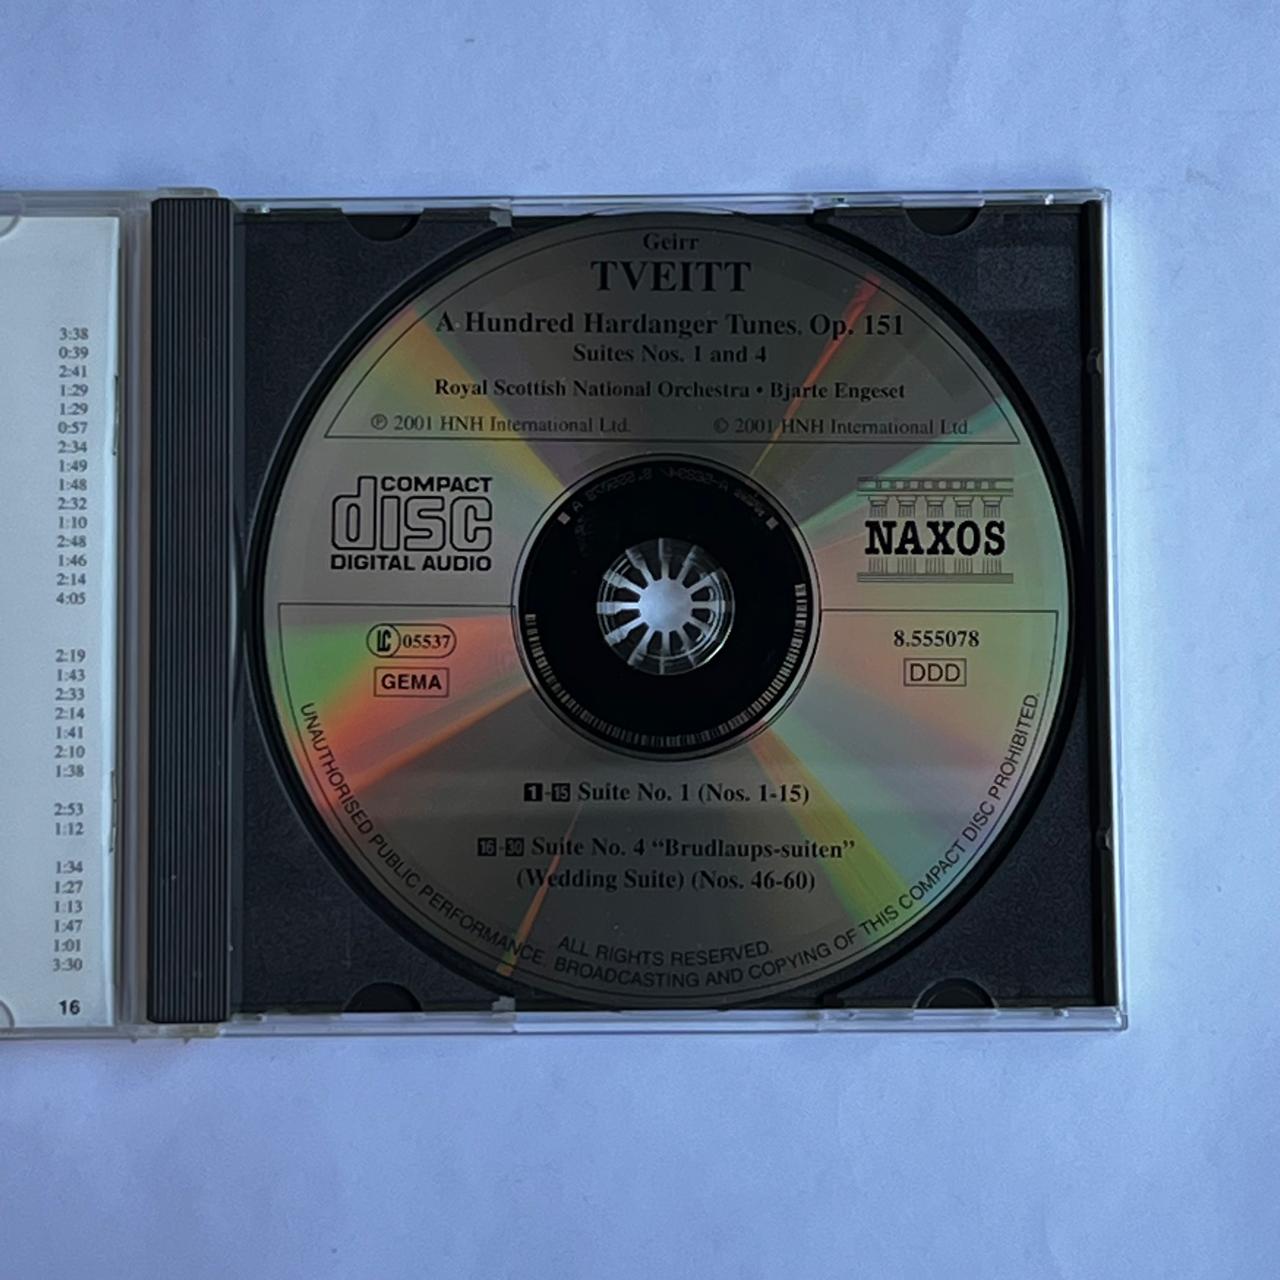 3:38
0:39
2:41
1:29
1:29
0:57
2:34
1:49
1:48
2:32
1:10
2:48
1:46
2:14
4:05
2:19
1:43
2:33
2:14
1:41
2:10
1:38
2:53
1:12
1:34
1:27
1:13
1:47
1:01
3:30
16
Geirr
TVEITT
A Hundred Hardanger Tunes, Op. 151
Suites Nos. 1 and 4
Royal Scottish National Orchestra • Bjarte Engeset
℗ 2001 HNH International Ltd. © 2001 HNH International Ltd.
COMPACT
disc
DIGITAL AUDIO
NAXOS
LC 05537
GEMA
8.555078
DDD
1-15 Suite No. 1 (Nos. 1-15)
16-30 Suite No. 4 “Brudlaups-suiten”
(Wedding Suite) (Nos. 46-60)
ALL RIGHTS RESERVED.
UNAUTHORISED PUBLIC PERFORMANCE, BROADCASTING AND COPYING OF THIS COMPACT DISC PROHIBITED.